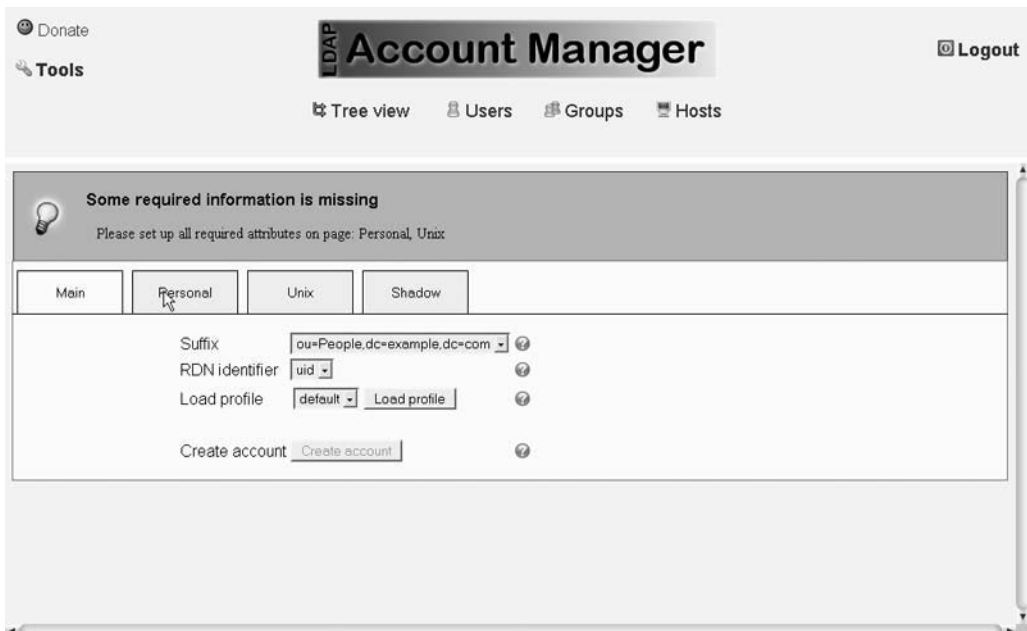 Donate
Tools
LDAP Account Manager
Logout
Tree view Users Groups Hosts
Some required information is missing
Please set up all required attributes on page: Personal, Unix
Main Personal Unix Shadow
Suffix ou=People,dc=example,dc=com
RDN identifier uid
Load profile default Load profile
Create account Create account